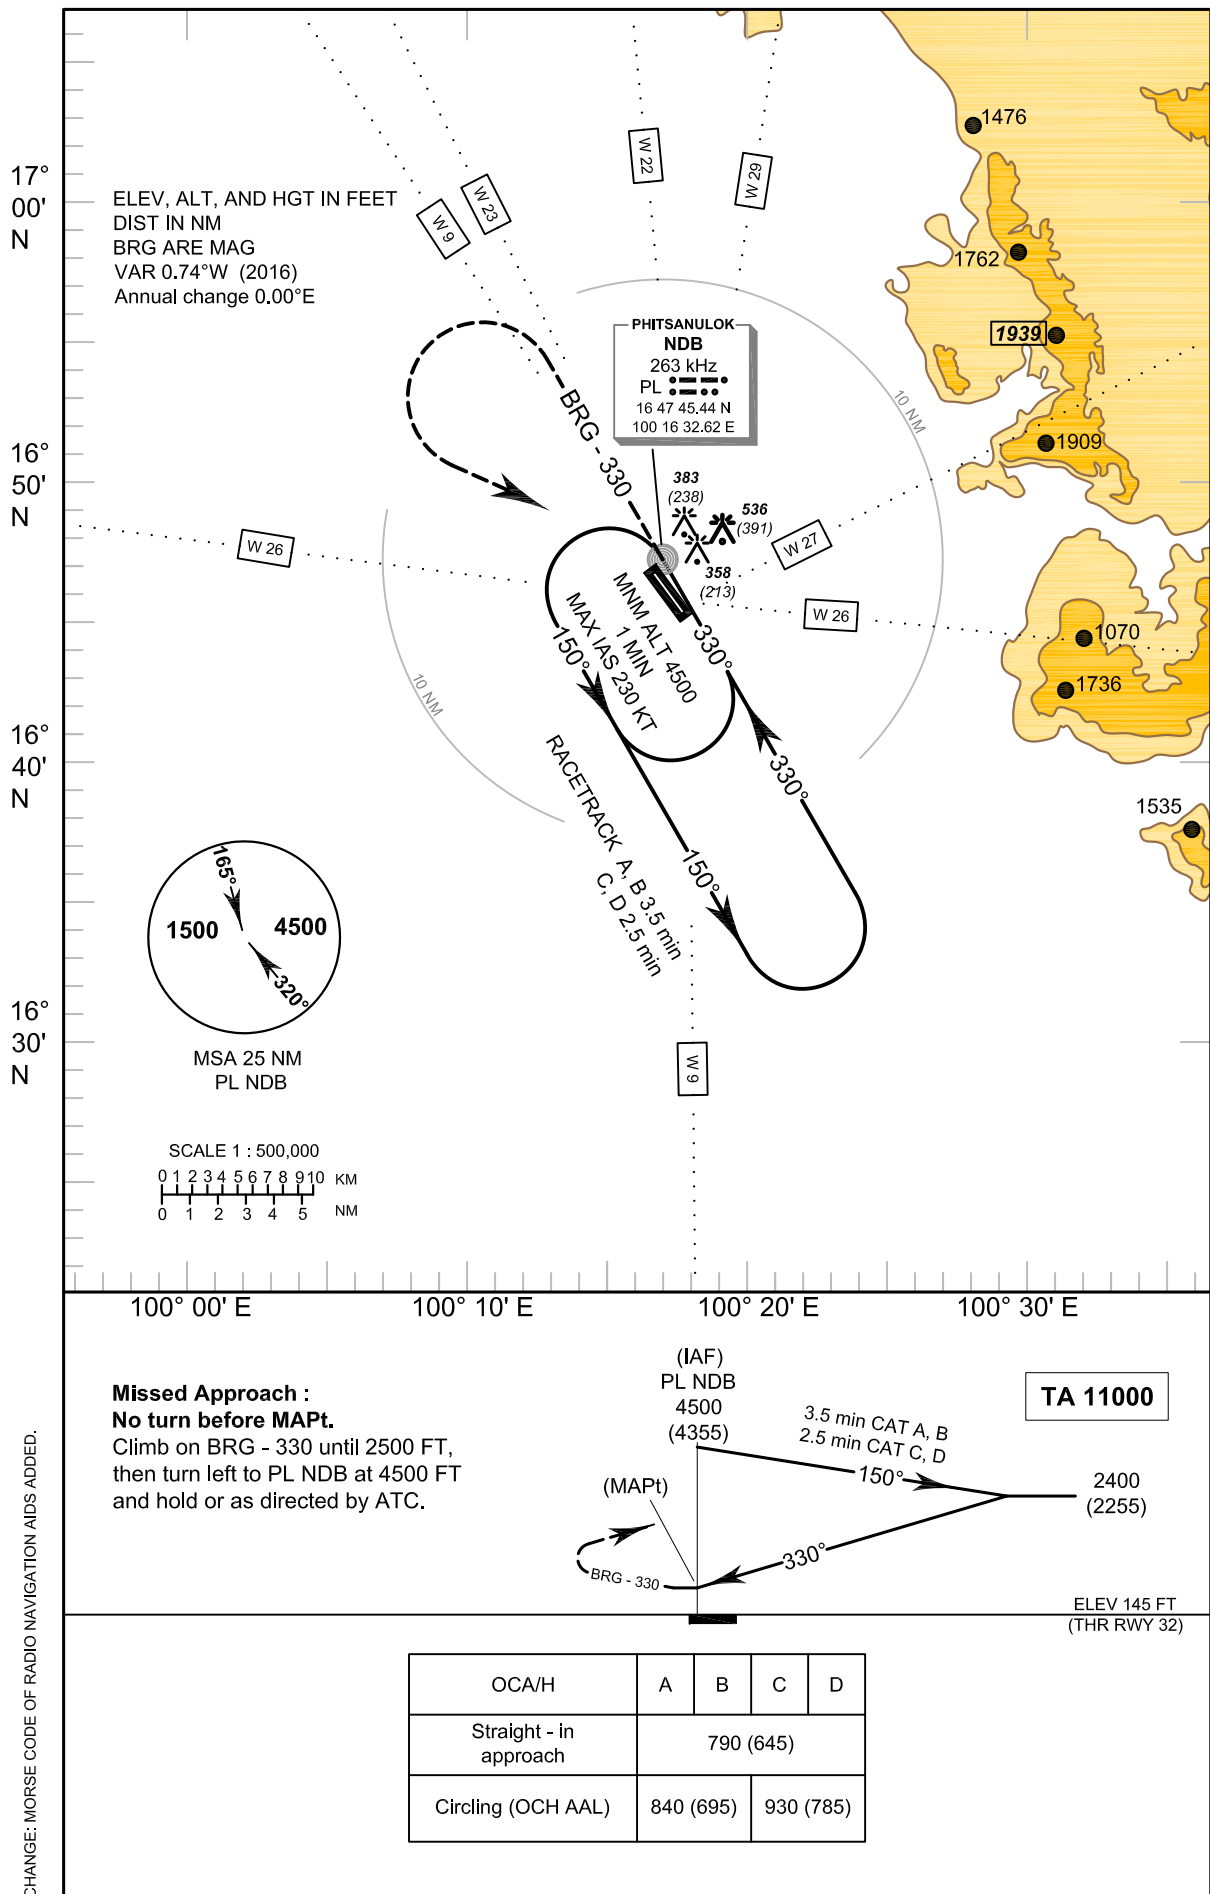 1476
17°
00'
N
ELEV, ALT, AND HGT IN FEET
DIST IN NM
BRG ARE MAG
VAR 0.74°W (2016)
Annual change 0.00°E
W 9
W 23
W 22
W 29
1762
1939
PHITSANULOK
NDB
263 kHz
PL
16 47 45.44 N
100 16 32.62 E
10 NM
1909
BRG - 330
16°
50'
N
383
(238)
536
(391)
358
(213)
W 26
W 27
W 26
1070
1736
MNM ALT 4500
1 MIN
MAX IAS 230 KT
150°
330°
10 NM
16°
40'
N
330°
150°
RACETRACK A, B 3.5 min
C, D 2.5 min
1535
165°
1500
4500
320°
MSA 25 NM
PL NDB
16°
30'
N
W 9
SCALE 1 : 500,000
0 1 2 3 4 5 6 7 8 9 10 KM
0 1 2 3 4 5 NM
100° 00' E
100° 10' E
100° 20' E
100° 30' E
Missed Approach :
No turn before MAPt.
Climb on BRG - 330 until 2500 FT,
then turn left to PL NDB at 4500 FT
and hold or as directed by ATC.
(IAF)
PL NDB
4500
(4355)
TA 11000
3.5 min CAT A, B
2.5 min CAT C, D
150°
2400
(2255)
(MAPt)
330°
BRG - 330
ELEV 145 FT
(THR RWY 32)
OCA/H A B C D
Straight - in
approach
790 (645)
Circling (OCH AAL) 840 (695) 930 (785)
CHANGE: MORSE CODE OF RADIO NAVIGATION AIDS ADDED.